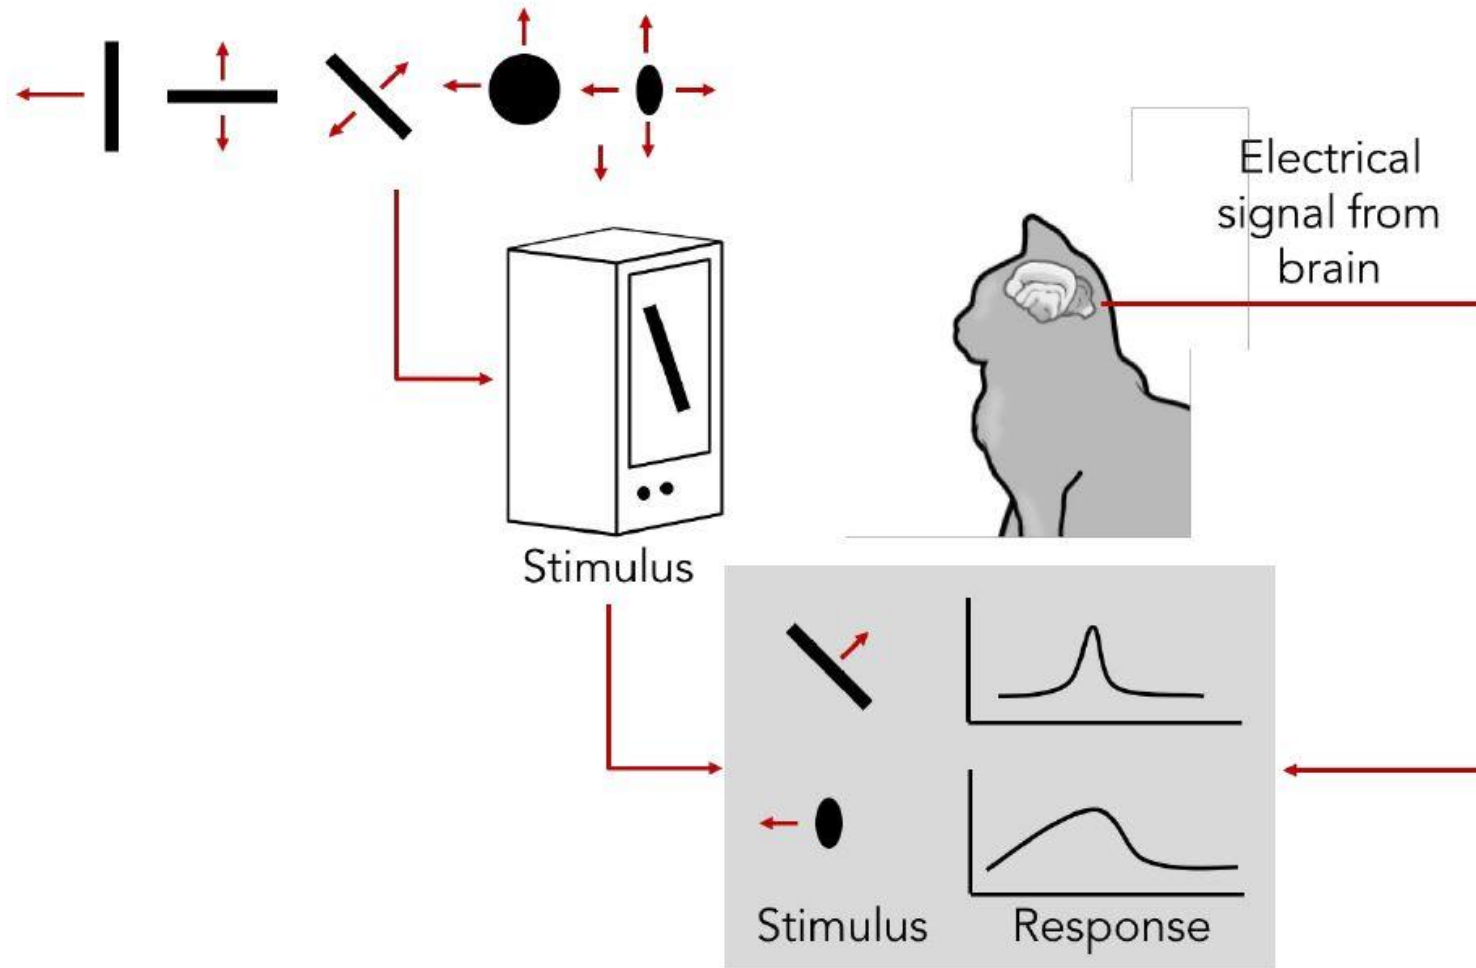 Electrical
signal from
brain
Stimulus
Stimulus
Response